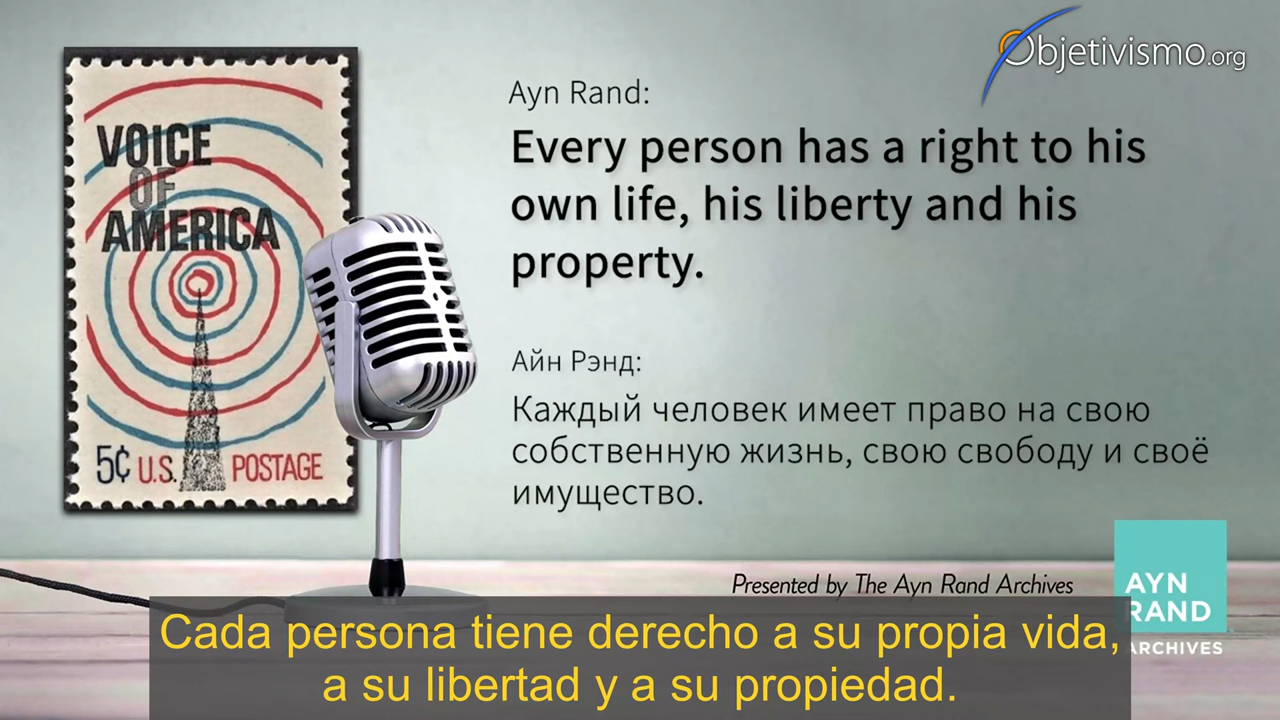 Objetivismo.org
VOICE
OF
AMERICA
5¢ U.S. POSTAGE
Ayn Rand:
Every person has a right to his
own life, his liberty and his
property.
Айн Рэнд:
Каждый человек имеет право на свою
собственную жизнь, свою свободу и своё
имущество.
Presented by The Ayn Rand Archives
AYN
RAND
ARCHIVES
Cada persona tiene derecho a su propia vida,
a su libertad y a su propiedad.